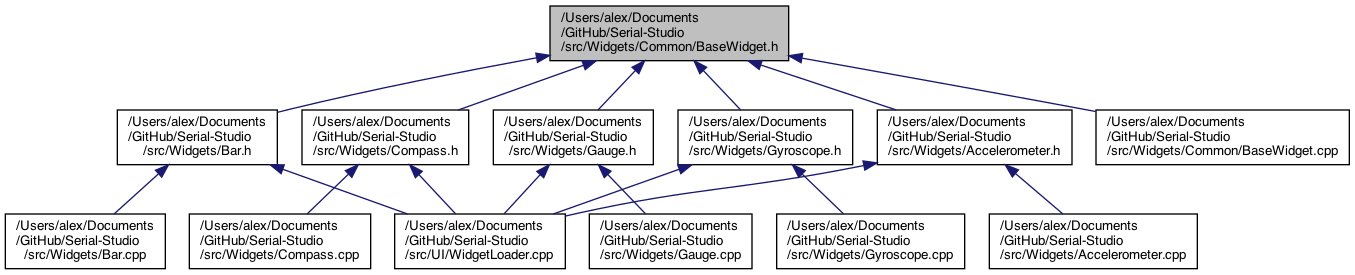 /Users/alex/Documents
/GitHub/Serial-Studio
/src/Widgets/Common/BaseWidget.h
/Users/alex/Documents
/GitHub/Serial-Studio
/src/Widgets/Bar.h
/Users/alex/Documents
/GitHub/Serial-Studio
/src/Widgets/Compass.h
/Users/alex/Documents
/GitHub/Serial-Studio
/src/Widgets/Gauge.h
/Users/alex/Documents
/GitHub/Serial-Studio
/src/Widgets/Gyroscope.h
/Users/alex/Documents
/GitHub/Serial-Studio
/src/Widgets/Accelerometer.h
/Users/alex/Documents
/GitHub/Serial-Studio
/src/Widgets/Common/BaseWidget.cpp
/Users/alex/Documents
/GitHub/Serial-Studio
/src/Widgets/Bar.cpp
/Users/alex/Documents
/GitHub/Serial-Studio
/src/Widgets/Compass.cpp
/Users/alex/Documents
/GitHub/Serial-Studio
/src/UI/WidgetLoader.cpp
/Users/alex/Documents
/GitHub/Serial-Studio
/src/Widgets/Gauge.cpp
/Users/alex/Documents
/GitHub/Serial-Studio
/src/Widgets/Gyroscope.cpp
/Users/alex/Documents
/GitHub/Serial-Studio
/src/Widgets/Accelerometer.cpp